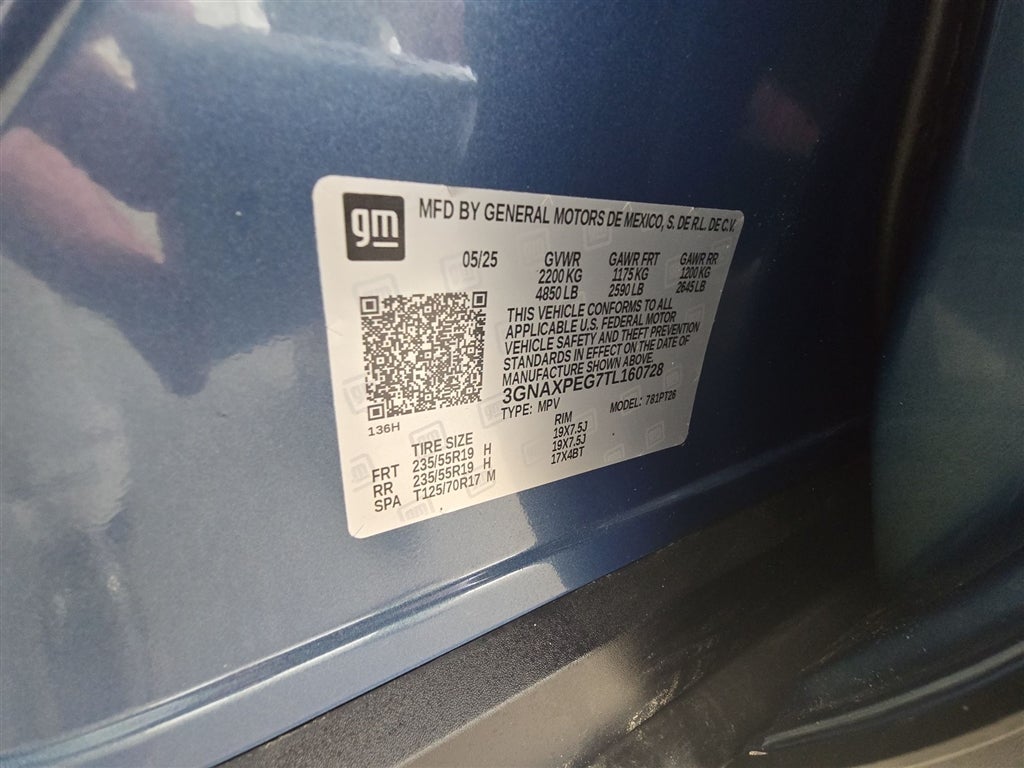 gm
MFD BY GENERAL MOTORS DE MEXICO, S. DE R.L. DE C.V.
05/25 GVWR GAWR FRT GAWR RR
2200 KG 1175 KG 1200 KG
4850 LB 2590 LB 2645 LB
THIS VEHICLE CONFORMS TO ALL
APPLICABLE U.S. FEDERAL MOTOR
VEHICLE SAFETY AND THEFT PREVENTION
STANDARDS IN EFFECT ON THE DATE OF
MANUFACTURE SHOWN ABOVE.
3GNAXPEG7TL160728
TYPE: MPV MODEL: 781PT26
136H
TIRE SIZE RIM
FRT 235/55R19 H 19X7.5J
RR 235/55R19 H 19X7.5J
SPA T125/70R17 M 17X4BT